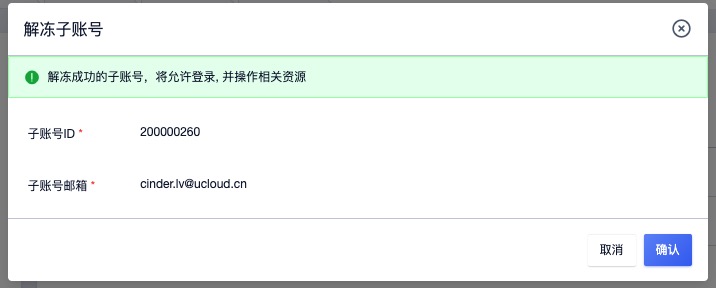 解冻子账号
解冻成功的子账号，将允许登录, 并操作相关资源
子账号ID * 200000260
子账号邮箱 * cinder.lv@ucloud.cn
取消 确认